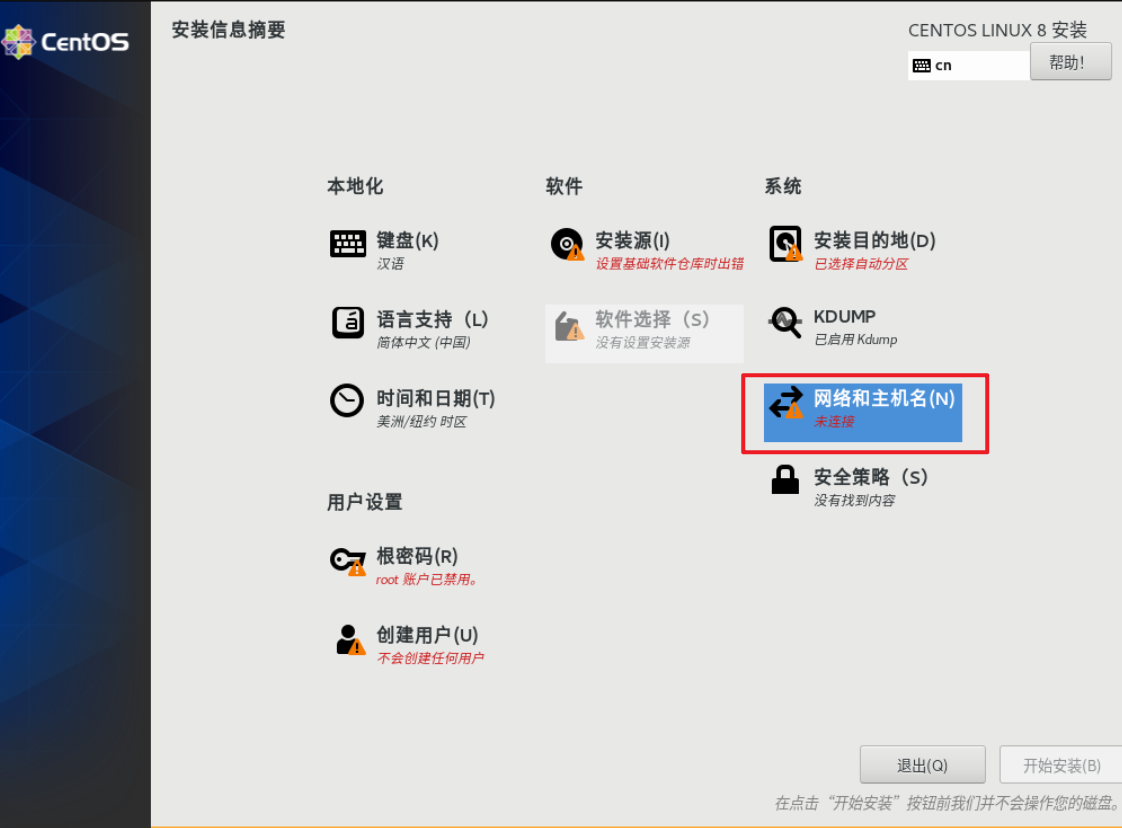 CentOS
安装信息摘要
CENTOS LINUX 8 安装
cn
帮助!
本地化
键盘(K)
汉语
语言支持（L）
简体中文 (中国)
时间和日期(T)
美洲/纽约 时区
用户设置
根密码(R)
root 账户已禁用。
创建用户(U)
不会创建任何用户
软件
安装源(I)
设置基础软件仓库时出错
软件选择（S）
没有设置安装源
系统
安装目的地(D)
已选择自动分区
KDUMP
已启用 Kdump
网络和主机名(N)
未连接
安全策略（S）
没有找到内容
退出(Q)
开始安装(B)
在点击“开始安装”按钮前我们并不会操作您的磁盘。